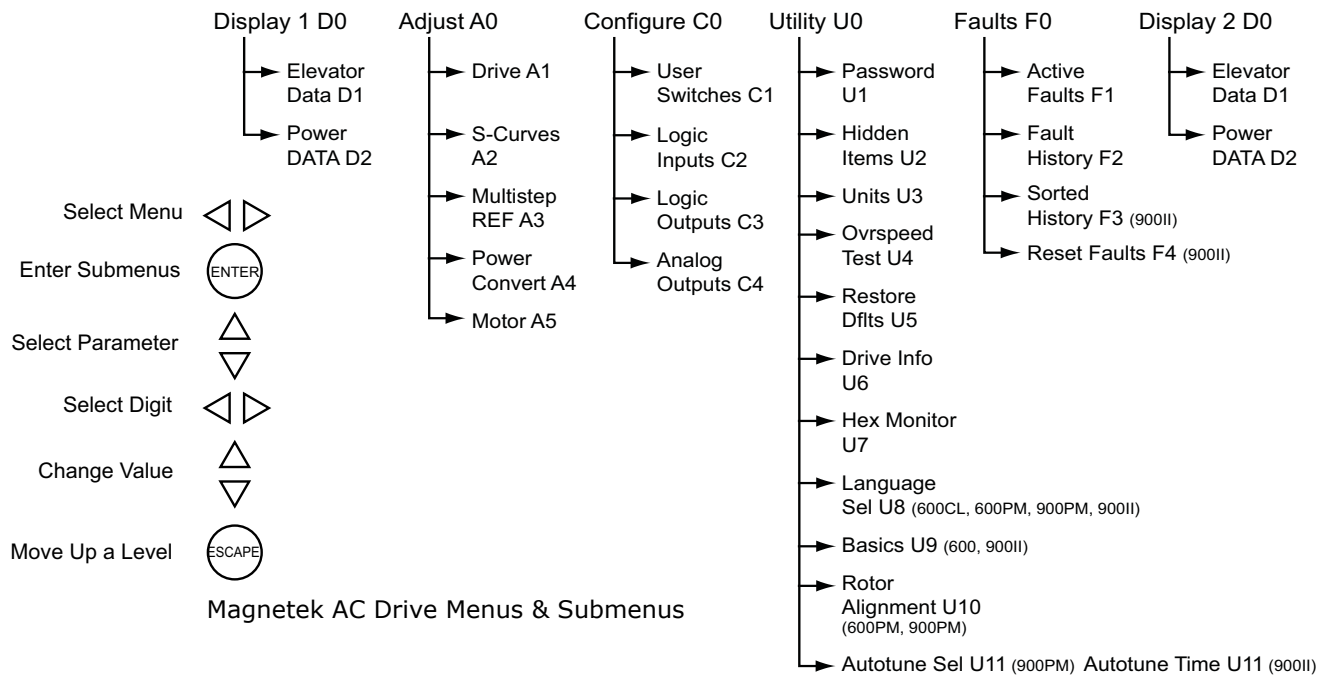 Display 1 D0
Elevator
Data D1
Power
DATA D2
Adjust A0
Drive A1
S-Curves
A2
Multistep
REF A3
Power
Convert A4
Motor A5
Configure C0
User
Switches C1
Logic
Inputs C2
Logic
Outputs C3
Analog
Outputs C4
Utility U0
Password
U1
Hidden
Items U2
Units U3
Ovrspeed
Test U4
Restore
Dflts U5
Drive Info
U6
Hex Monitor
U7
Language
Sel U8 (600CL, 600PM, 900PM, 900II)
Basics U9 (600, 900II)
Rotor
Alignment U10
(600PM, 900PM)
Autotune Sel U11 (900PM) Autotune Time U11 (900II)
Faults F0
Active
Faults F1
Fault
History F2
Sorted
History F3 (900II)
Reset Faults F4 (900II)
Display 2 D0
Elevator
Data D1
Power
DATA D2
Select Menu
Enter Submenus ENTER
Select Parameter
Select Digit
Change Value
Move Up a Level ESCAPE
Magnetek AC Drive Menus & Submenus